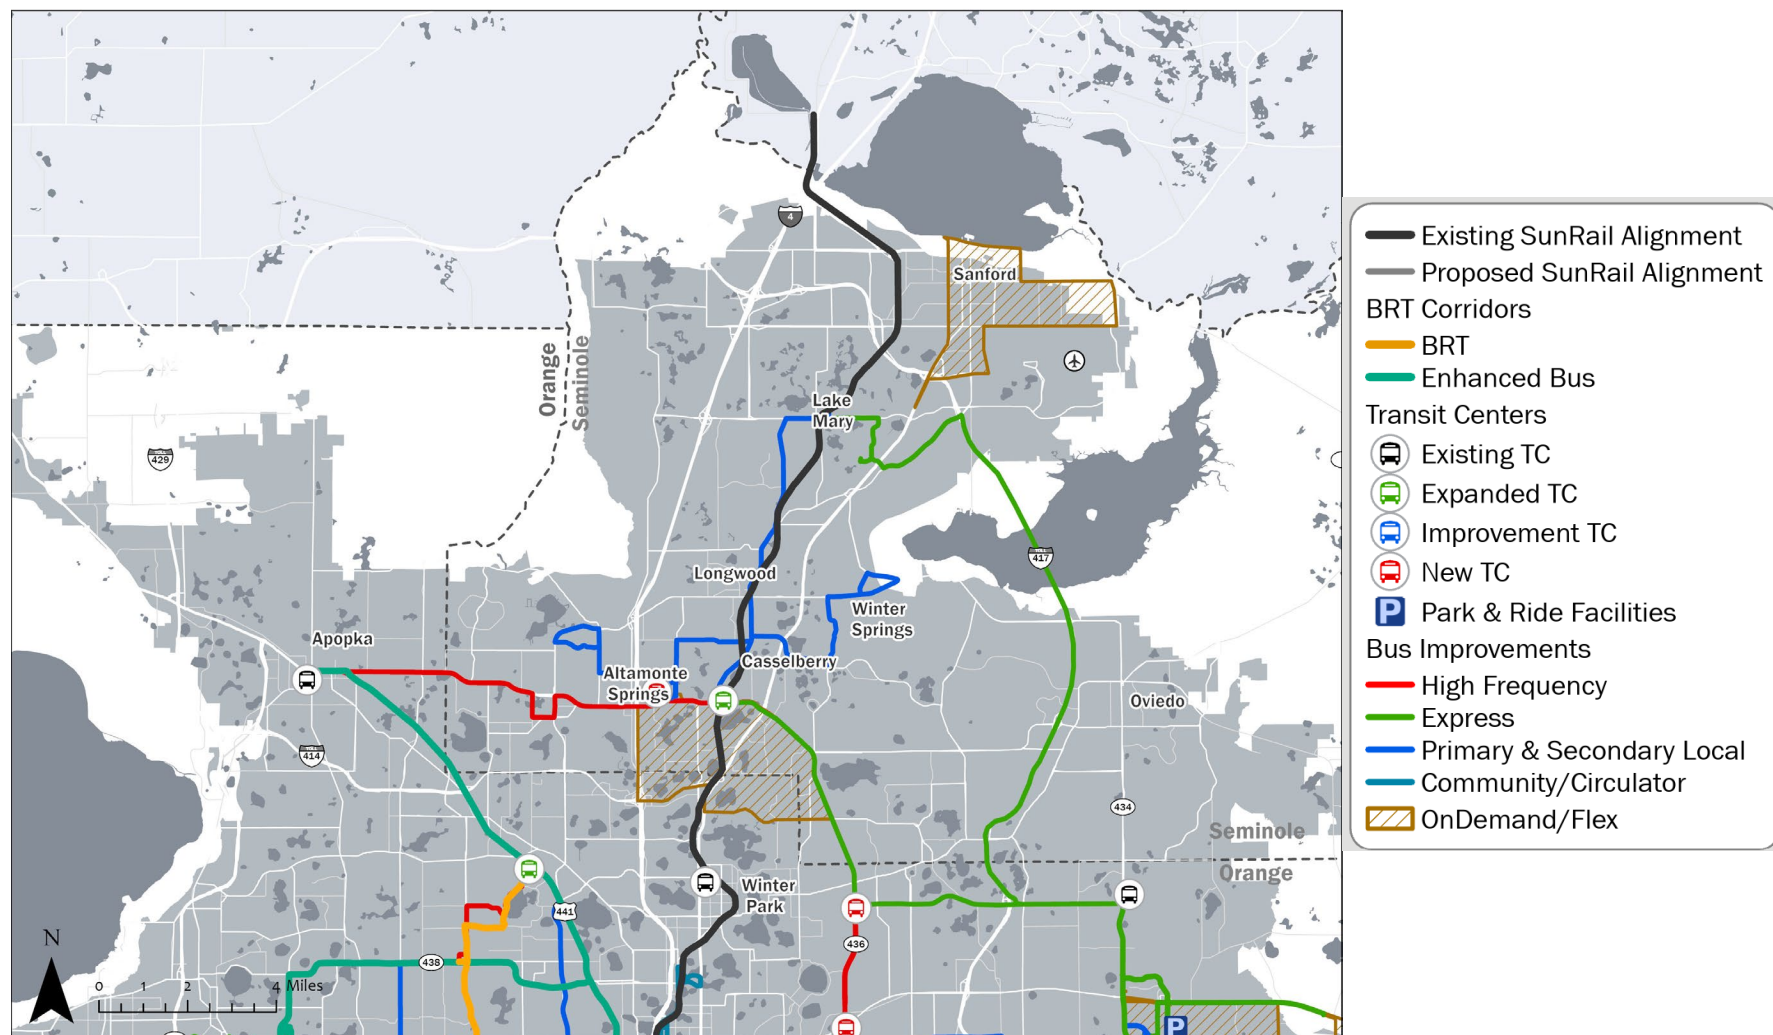 4
Sanford
Orange
Seminole
Lake
Mary
429
417
Longwood
Winter
Springs
Apopka
Casselberry
Altamonte
Springs
Oviedo
414
434
Seminole
Orange
Winter
Park
441
436
438
N
0 1 2 4 Miles
P
Existing SunRail Alignment
Proposed SunRail Alignment
BRT Corridors
BRT
Enhanced Bus
Transit Centers
Existing TC
Expanded TC
Improvement TC
New TC
P Park & Ride Facilities
Bus Improvements
High Frequency
Express
Primary & Secondary Local
Community/Circulator
OnDemand/Flex